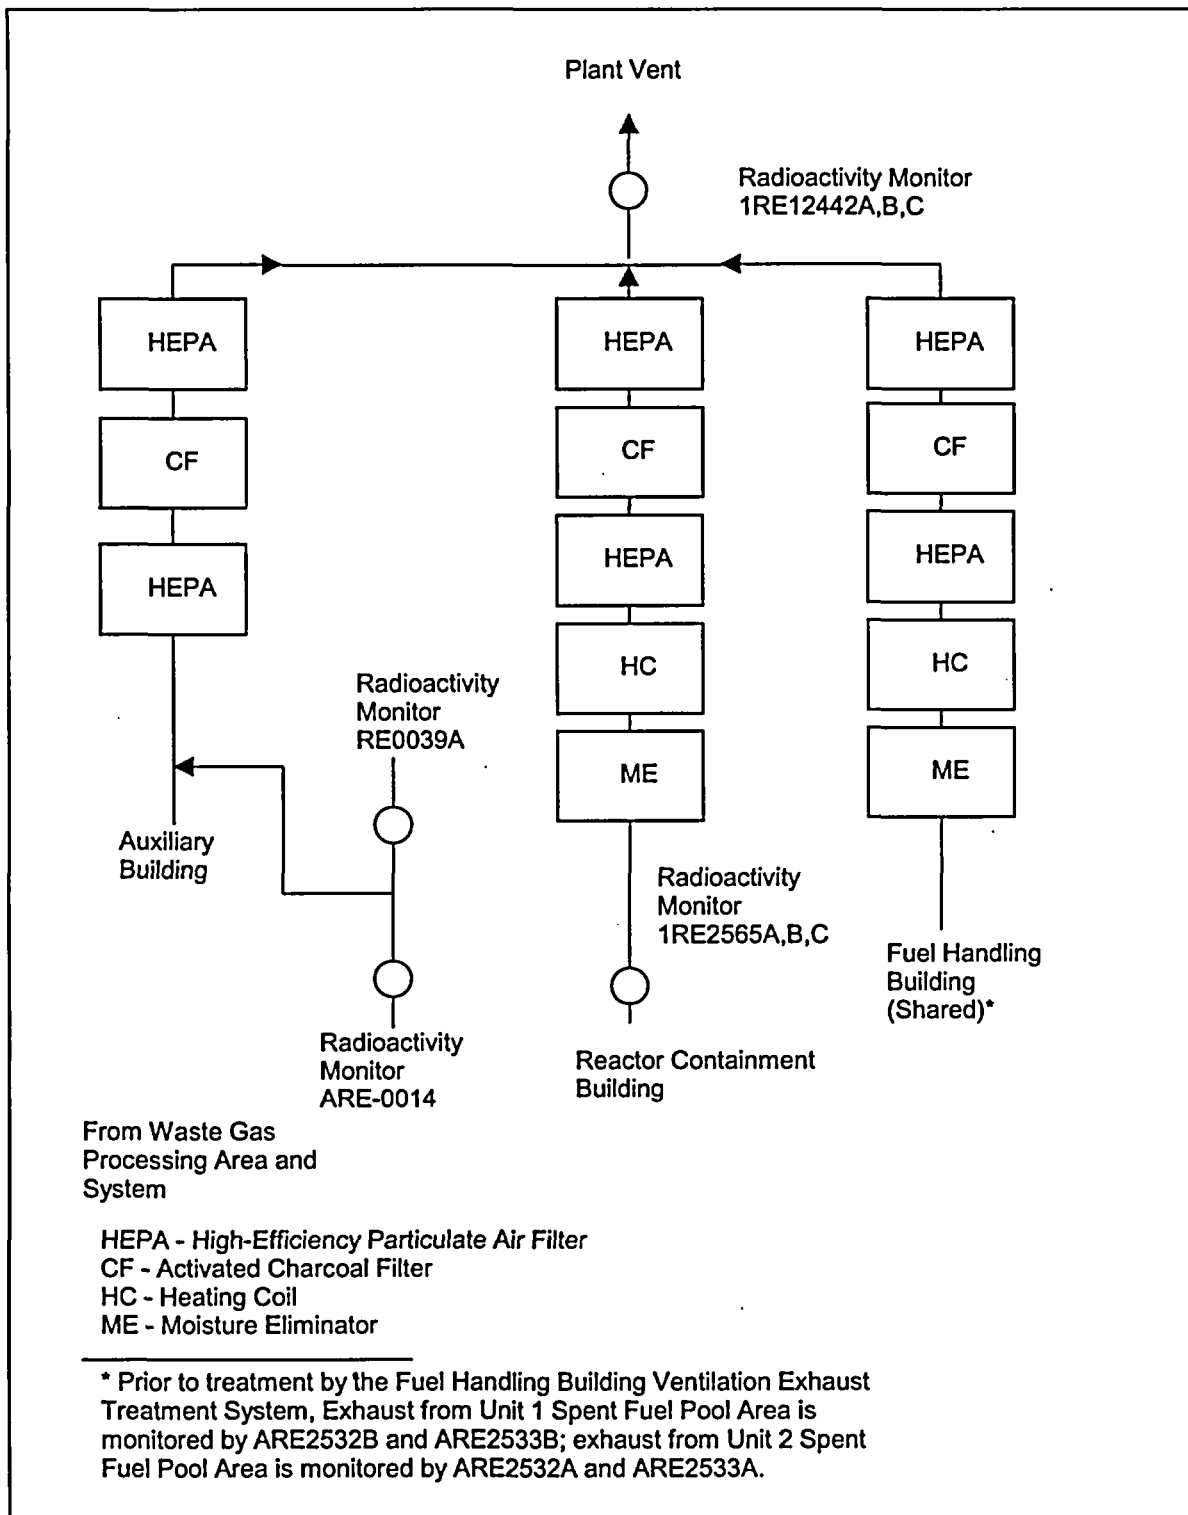 Plant Vent
Radioactivity Monitor
1RE12442A,B,C
HEPA
HEPA
HEPA
CF
CF
CF
HEPA
HEPA
HEPA
HC
HC
Radioactivity
Monitor
RE0039A
ME
ME
Auxiliary
Building
Radioactivity
Monitor
1RE2565A,B,C
Fuel Handling
Building
(Shared)*
Radioactivity
Monitor
ARE-0014
Reactor Containment
Building
From Waste Gas
Processing Area and
System
HEPA - High-Efficiency Particulate Air Filter
CF - Activated Charcoal Filter
HC - Heating Coil
ME - Moisture Eliminator
* Prior to treatment by the Fuel Handling Building Ventilation Exhaust
Treatment System, Exhaust from Unit 1 Spent Fuel Pool Area is
monitored by ARE2532B and ARE2533B; exhaust from Unit 2 Spent
Fuel Pool Area is monitored by ARE2532A and ARE2533A.